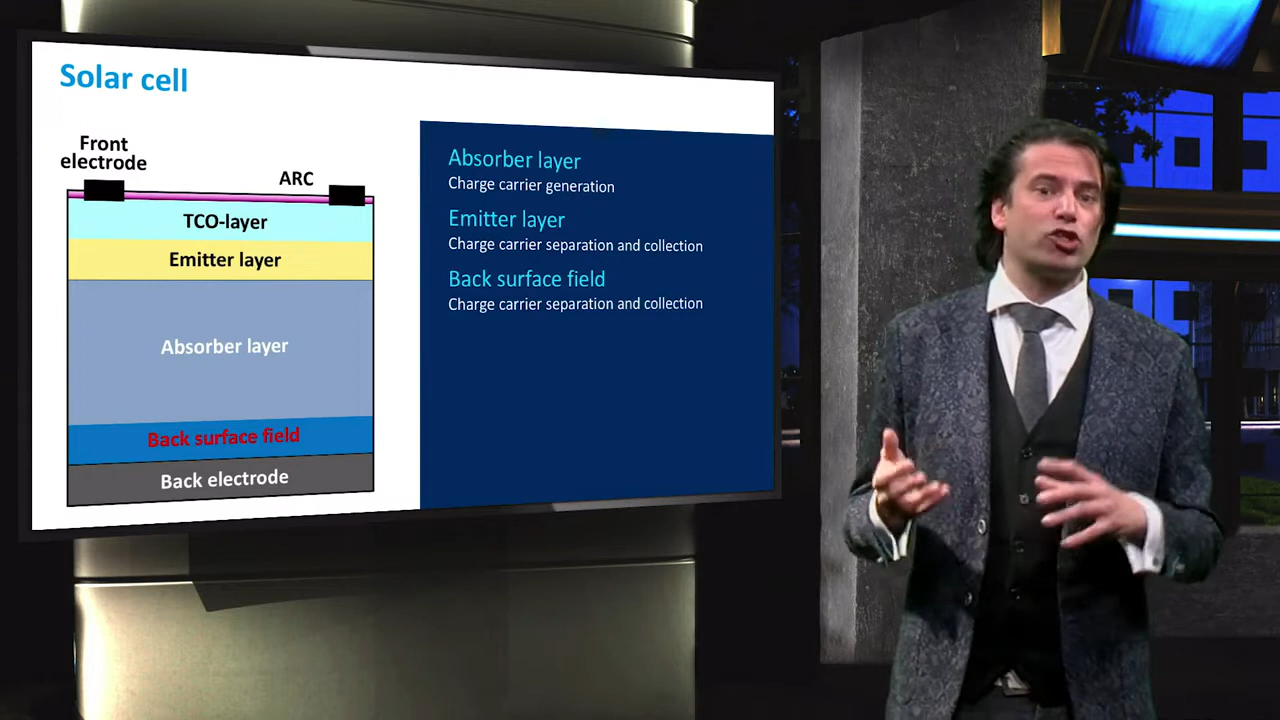 Solar cell
Front
electrode
ARC
TCO-layer
Emitter layer
Absorber layer
Back surface field
Back electrode
Absorber layer
Charge carrier generation
Emitter layer
Charge carrier separation and collection
Back surface field
Charge carrier separation and collection